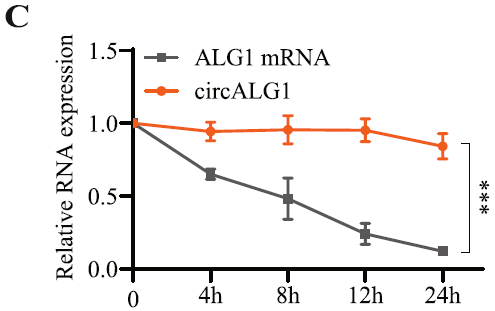 C
Relative RNA expression
1.5
1.0
0.5
0.0
ALG1 mRNA
circALG1
***
0
4h
8h
12h
24h